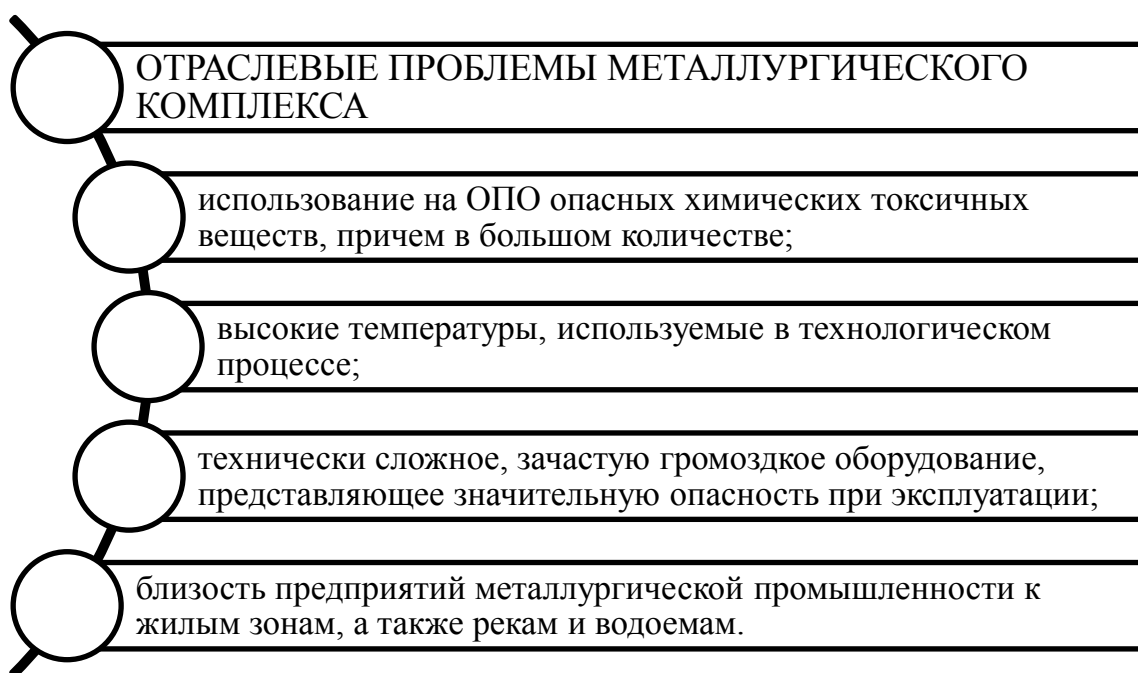 ОТРАСЛЕВЫЕ ПРОБЛЕМЫ МЕТАЛЛУРГИЧЕСКОГО
КОМПЛЕКСА
использование на ОПО опасных химических токсичных
веществ, причем в большом количестве;
высокие температуры, используемые в технологическом
процессе;
технически сложное, зачастую громоздкое оборудование,
представляющее значительную опасность при эксплуатации;
близость предприятий металлургической промышленности к
жилым зонам, а также рекам и водоемам.